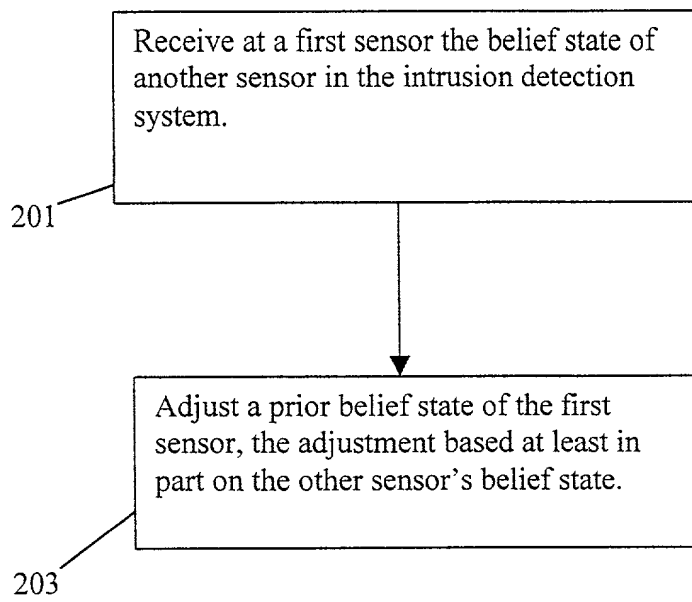 Receive at a first sensor the belief state of
another sensor in the intrusion detection
system.
201
Adjust a prior belief state of the first
sensor, the adjustment based at least in
part on the other sensor's belief state.
203